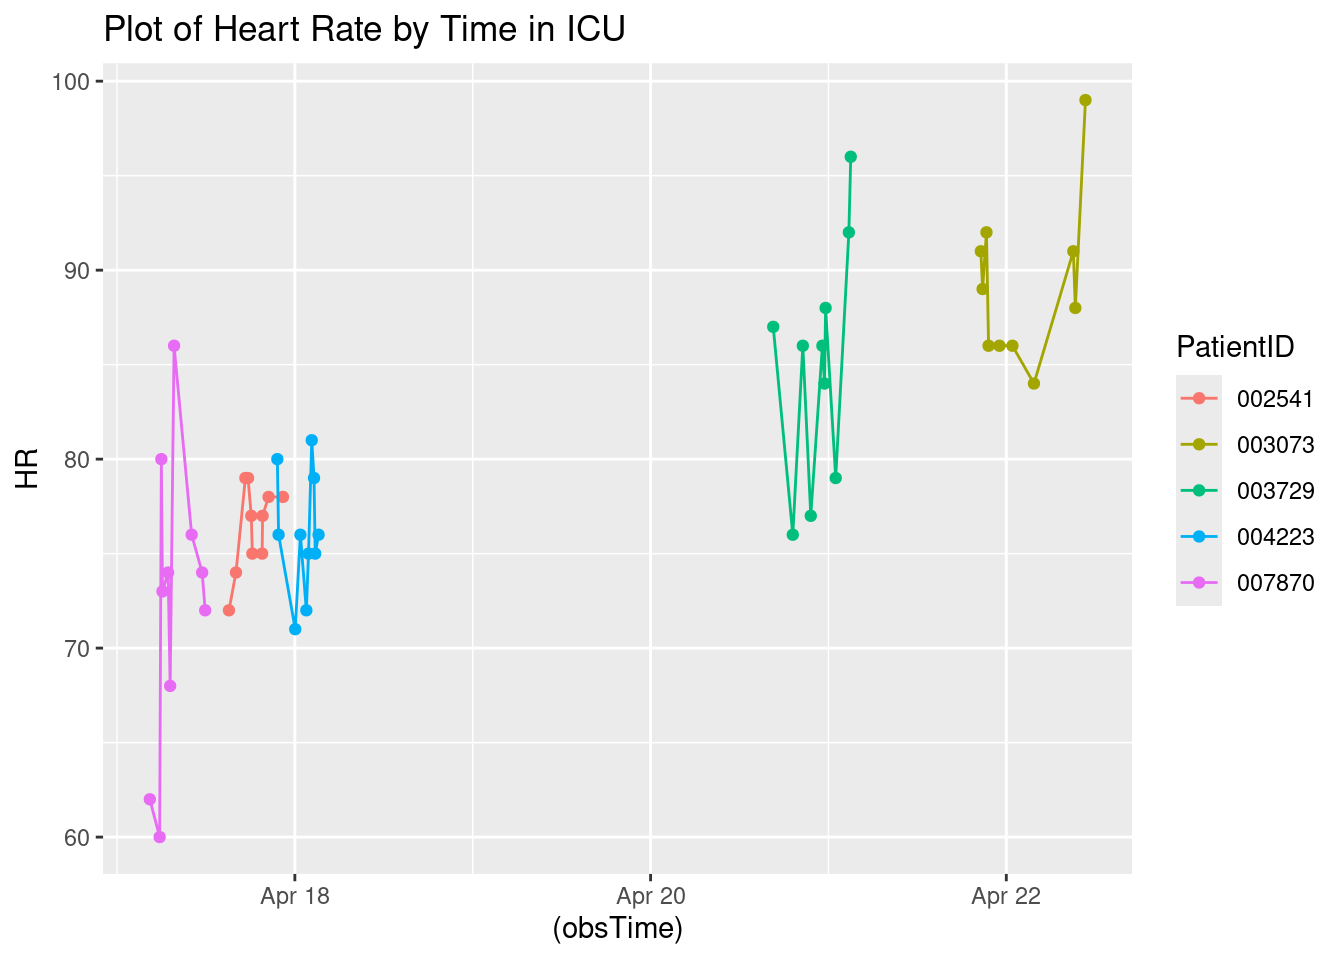 Plot of Heart Rate by Time in ICU
100
90
80
70
60
HR
Apr 18
Apr 20
Apr 22
(obsTime)
PatientID
002541
003073
003729
004223
007870